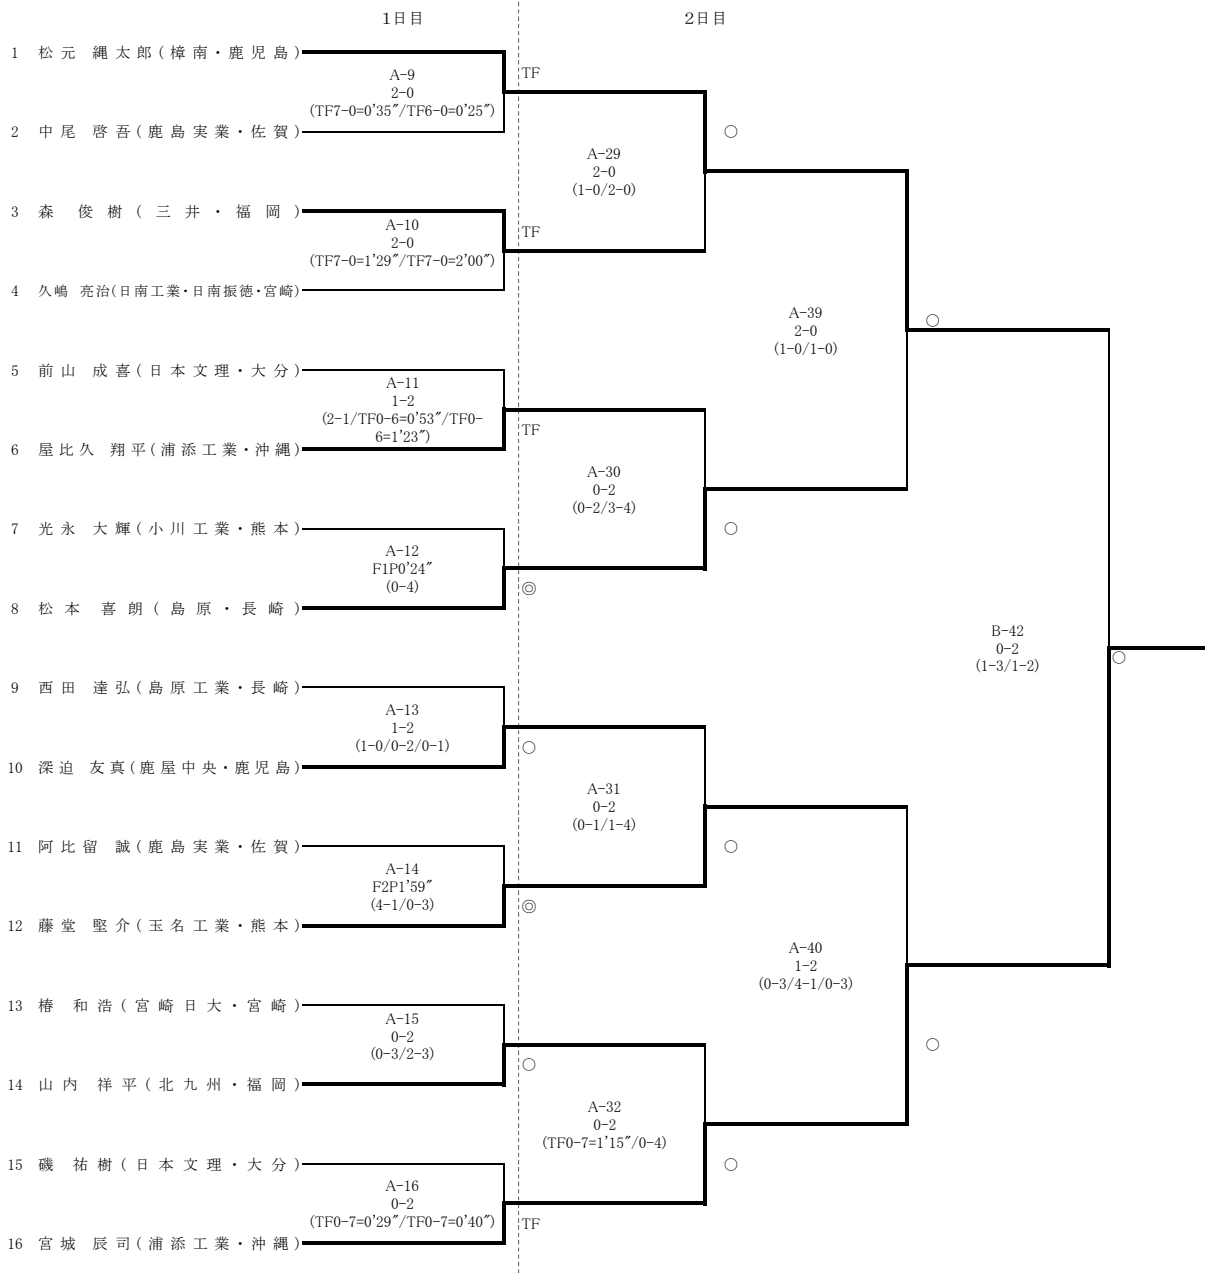 1日目
2日目
1 松元 縄太郎(樟南・鹿児島)
TF
A-9
2-0
(TF7-0=0'35″/TF6-0=0'25″)
2 中尾 啓吾(鹿島実業・佐賀)
○
A-29
2-0
(1-0/2-0)
3 森 俊樹(三井・福岡)
TF
A-10
2-0
(TF7-0=1'29″/TF7-0=2'00″)
4 久嶋 亮治(日南工業・日南振徳・宮崎)
A-39
2-0
(1-0/1-0)
○
5 前山 成喜(日本文理・大分)
A-11
1-2
(2-1/TF0-6=0'53″/TF0-
6=1'23″)
TF
6 屋比久 翔平(浦添工業・沖縄)
A-30
0-2
(0-2/3-4)
7 光永 大輝(小川工業・熊本)
○
A-12
F1P0'24″
(0-4)
◎
8 松本 喜朗(島原・長崎)
B-42
0-2
(1-3/1-2)
○
9 西田 達弘(島原工業・長崎)
A-13
1-2
(1-0/0-2/0-1)
○
10 深迫 友真(鹿屋中央・鹿児島)
A-31
0-2
(0-1/1-4)
11 阿比留 誠(鹿島実業・佐賀)
○
A-14
F2P1'59″
(4-1/0-3)
◎
12 藤堂 堅介(玉名工業・熊本)
A-40
1-2
(0-3/4-1/0-3)
13 椿 和浩(宮崎日大・宮崎)
A-15
0-2
(0-3/2-3)
○
○
14 山内 祥平(北九州・福岡)
A-32
0-2
(TF0-7=1'15″/0-4)
15 磯 祐樹(日本文理・大分)
○
A-16
0-2
(TF0-7=0'29″/TF0-7=0'40″)
TF
16 宮城 辰司(浦添工業・沖縄)